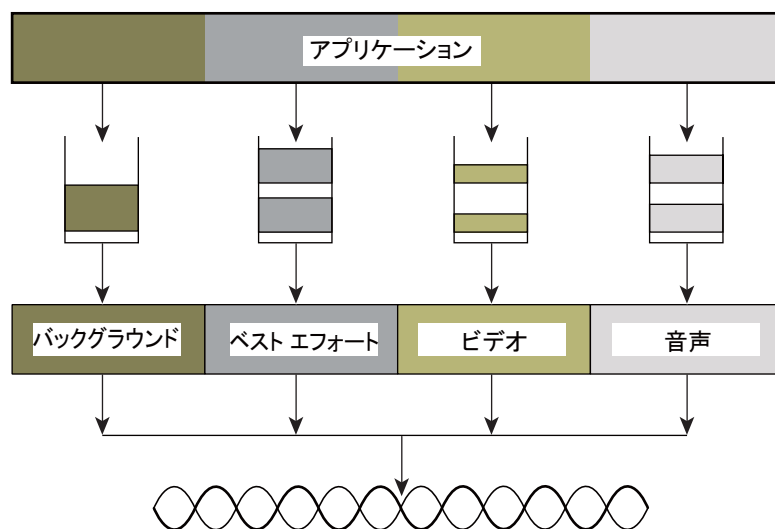 アプリケーション
バックグラウンド
ベスト エフォート
ビデオ
音声